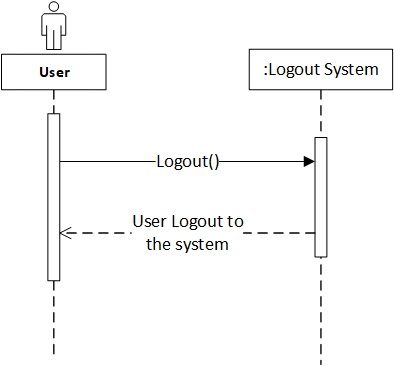 User
:Logout System
Logout()
User Logout to
the system